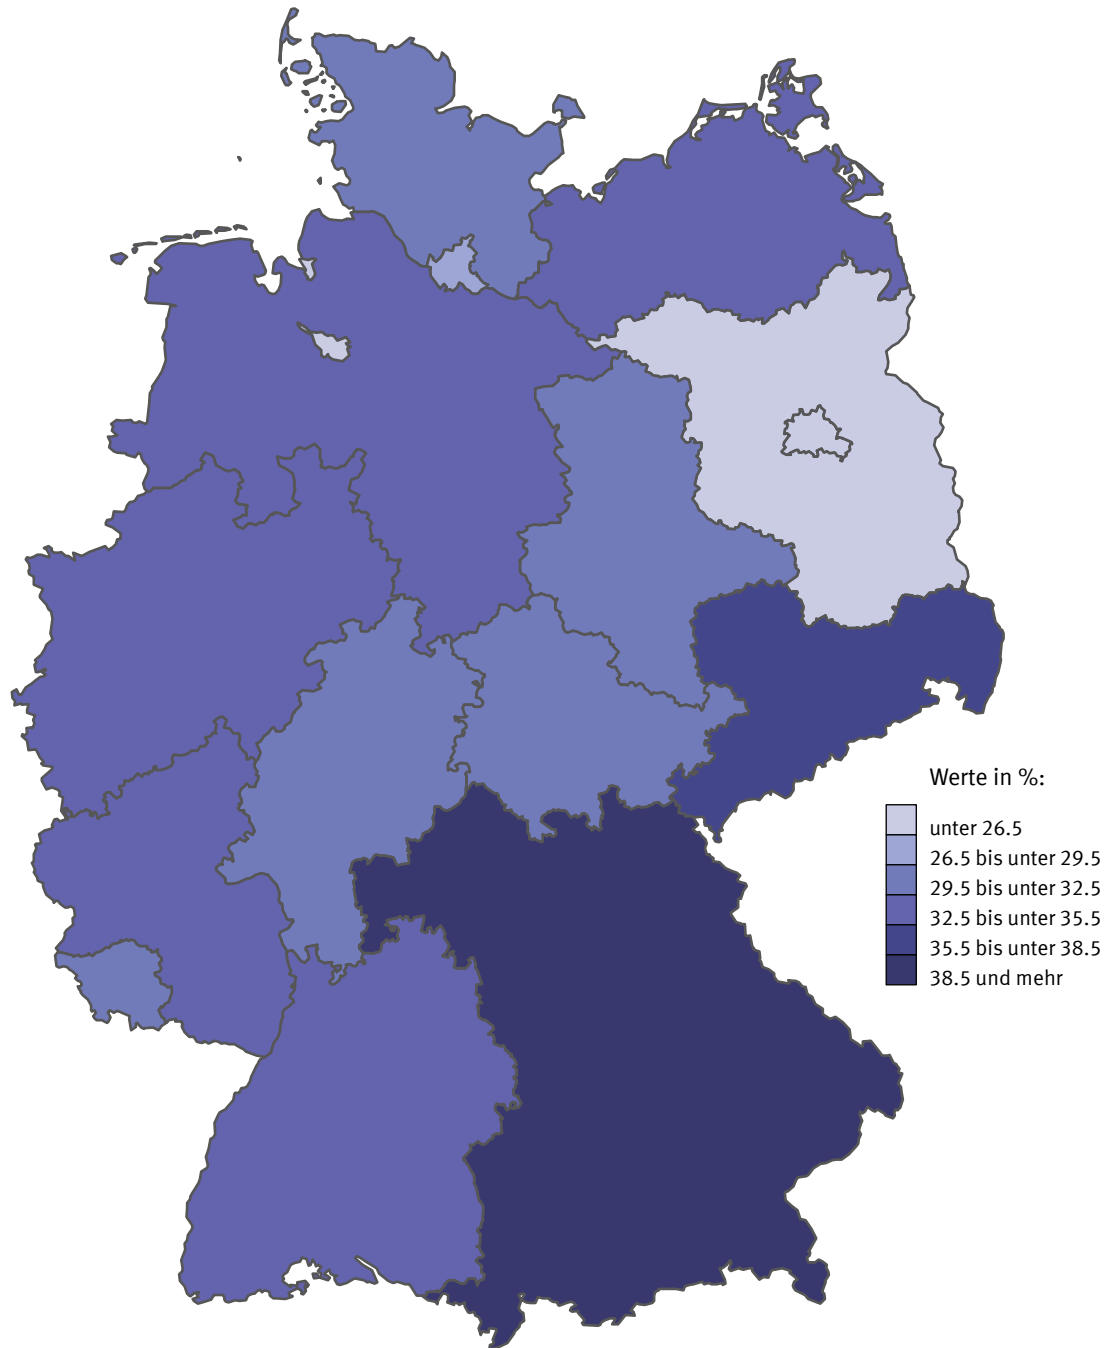 Werte in %:
unter 26.5
26.5 bis unter 29.5
29.5 bis unter 32.5
32.5 bis unter 35.5
35.5 bis unter 38.5
38.5 und mehr